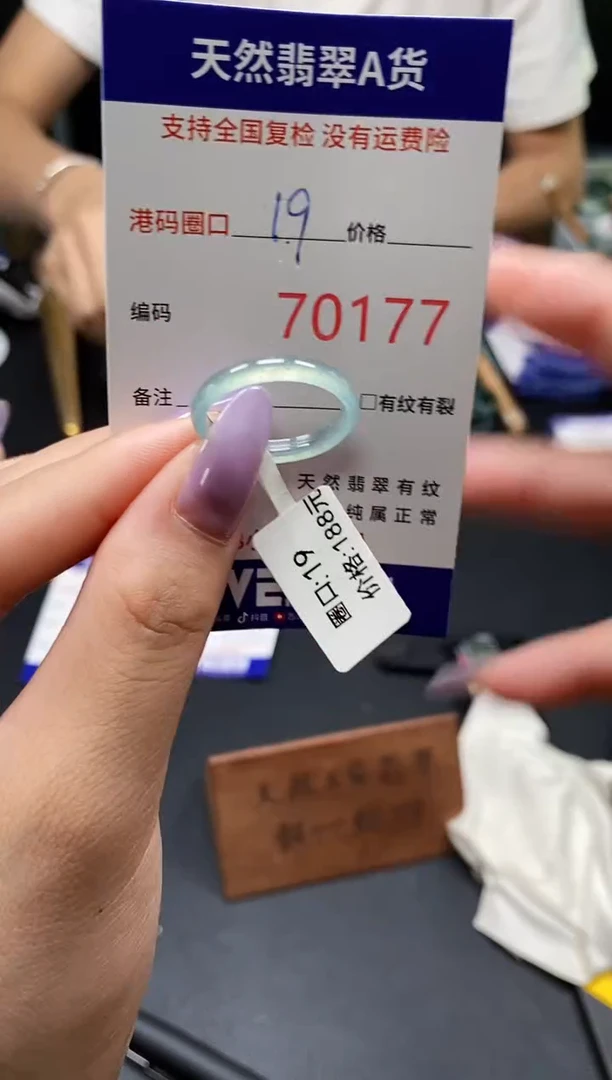 天然翡翠A货
支持全国复检 没有运费险
港码圈口 19 价格
编码 70177
备注 □有纹有裂
天然翡翠有纹
纯属正常
圈口:19
价格:188元
抖音